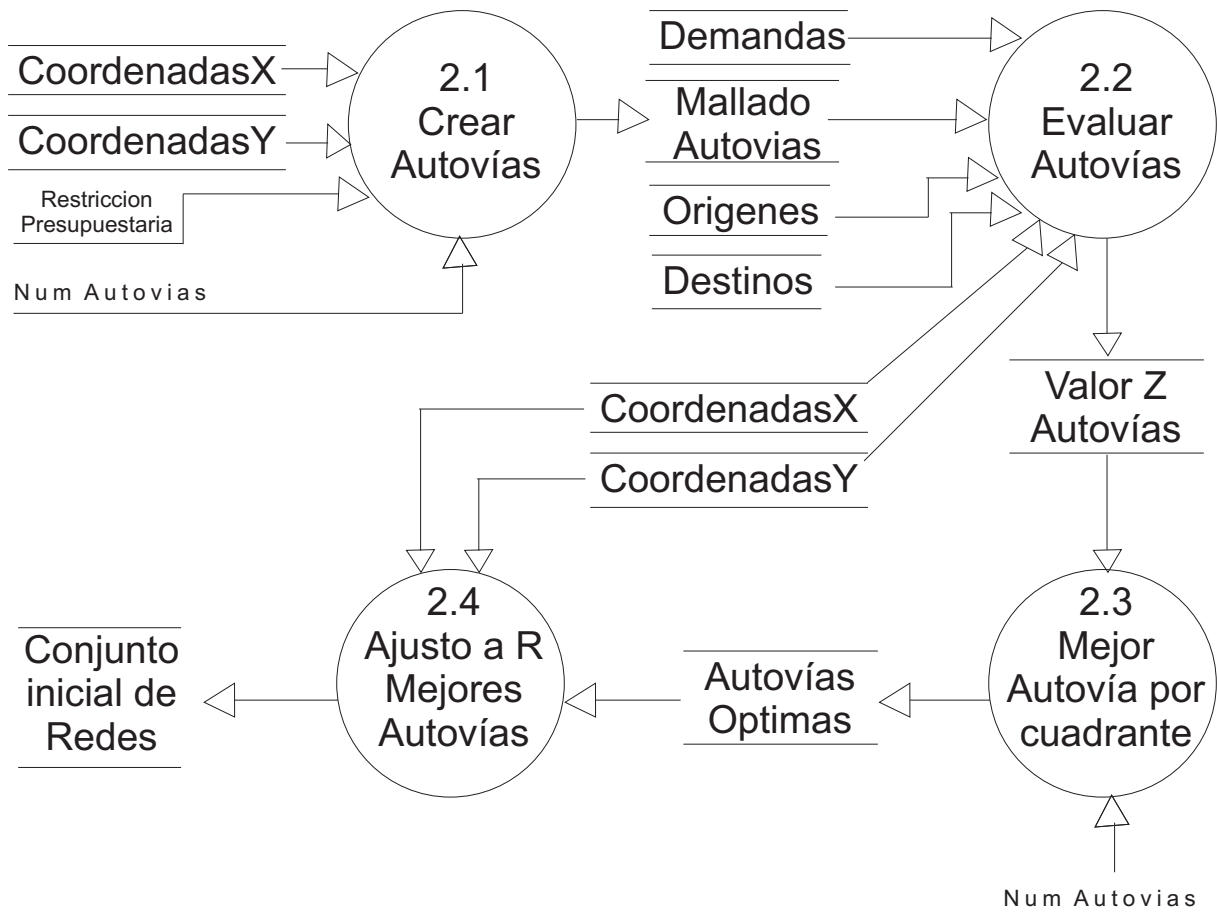 CoordenadasX
CoordenadasY
Restriccion
Presupuestaria
Num Autovias
2.1
Crear
Autovías
Demandas
Mallado
Autovias
Origenes
Destinos
2.2
Evaluar
Autovías
CoordenadasX
CoordenadasY
Valor Z
Autovías
2.3
Mejor
Autovía por
cuadrante
Num Autovias
Autovías
Optimas
2.4
Ajusto a R
Mejores
Autovías
Conjunto
inicial de
Redes